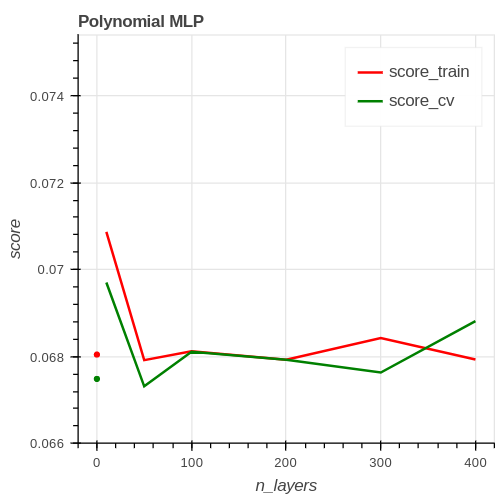 Polynomial MLP
score_train
score_cv
0.074
0.072
0.07
0.068
0.066
score
0
100
200
300
400
n_layers